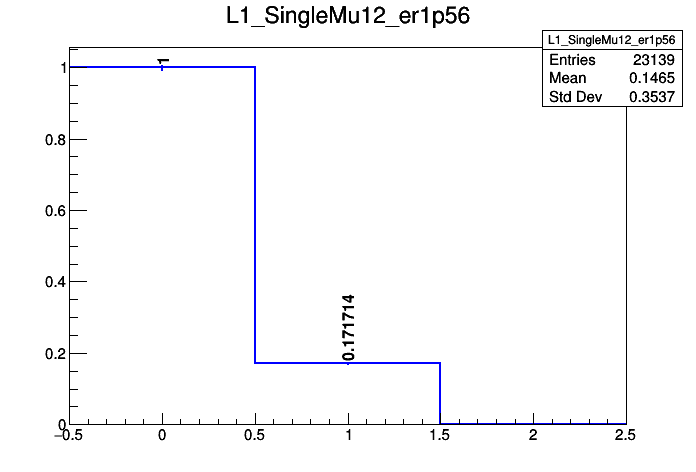 L1_SingleMu12_er1p56
L1_SingleMu12_er1p56
Entries 23139
Mean 0.1465
Std Dev 0.3537
1
0.8
0.6
0.4
0.2
0
1
0.171714
−0.5 0 0.5 1 1.5 2 2.5